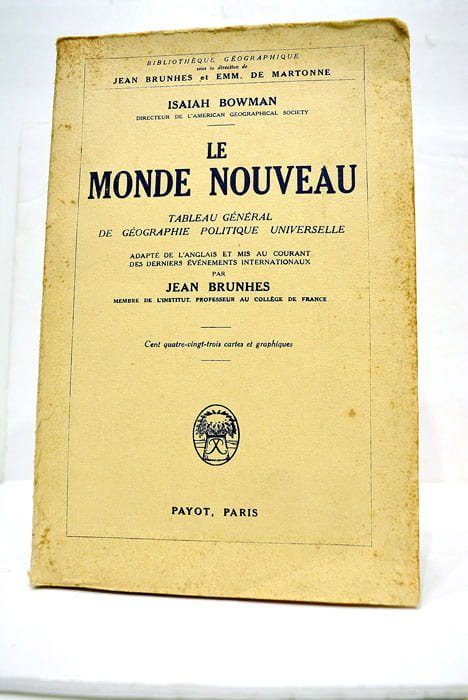 BIBLIOTHÈQUE GÉOGRAPHIQUE
sous la direction de
JEAN BRUNHES et EMM. DE MARTONNE
ISAIAH BOWMAN
DIRECTEUR DE L'AMERICAN GEOGRAPHICAL SOCIETY
LE
MONDE NOUVEAU
TABLEAU GÉNÉRAL
DE GÉOGRAPHIE POLITIQUE UNIVERSELLE
ADAPTÉ DE L'ANGLAIS ET MIS AU COURANT
DES DERNIERS ÉVÉNEMENTS INTERNATIONAUX
PAR
JEAN BRUNHES
MEMBRE DE L'INSTITUT, PROFESSEUR AU COLLÈGE DE FRANCE
Cent quatre-vingt-trois cartes et graphiques
PAYOT, PARIS